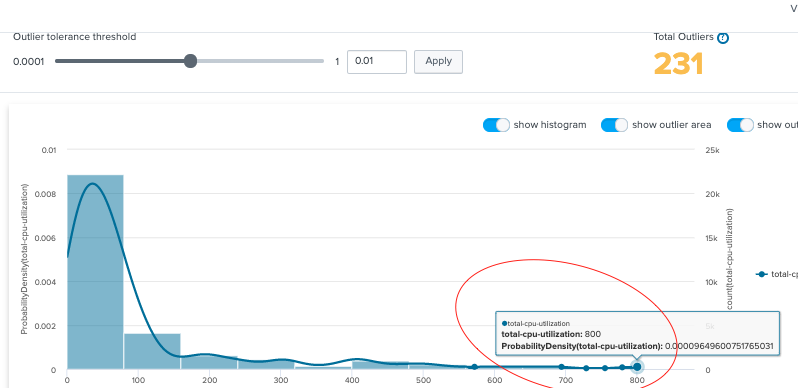 V
Outlier tolerance threshold
0.0001
1
0.01
Apply
Total Outliers ?
231
show histogram
show outlier area
show out
0.01
0.008
0.006
0.004
0.002
0
ProbabilityDensity(total-cpu-utilization)
25k
20k
15k
10k
5k
0
count(total-cpu-utilization)
total-cp
total-cpu-utilization
total-cpu-utilization: 800
ProbabilityDensity(total-cpu-utilization): 0.00009649600751765031
0
100
200
300
400
500
600
700
800